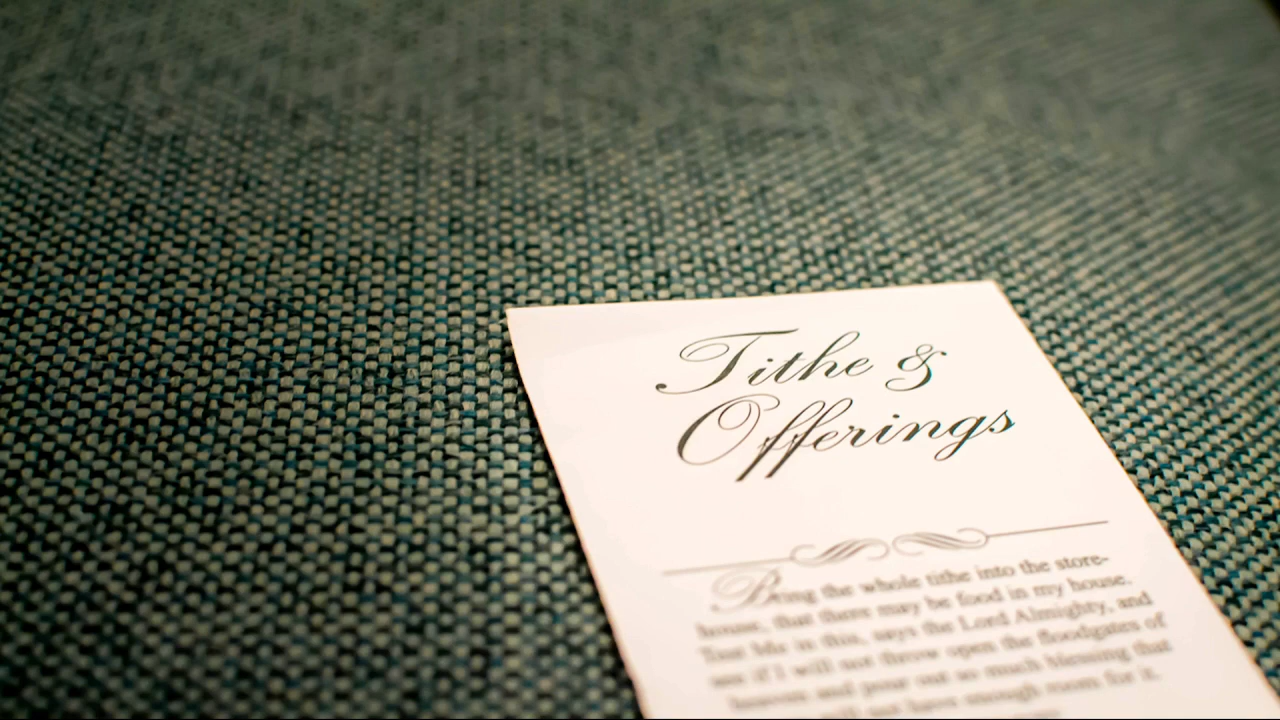 Tithe &
Offerings
Bring the whole tithe into the store-
house, that there may be food in my house.
Test Me in this, says the Lord Almighty, and
see if I will not throw open the floodgates of
heaven and pour out so much blessing that
will not have enough room for it.